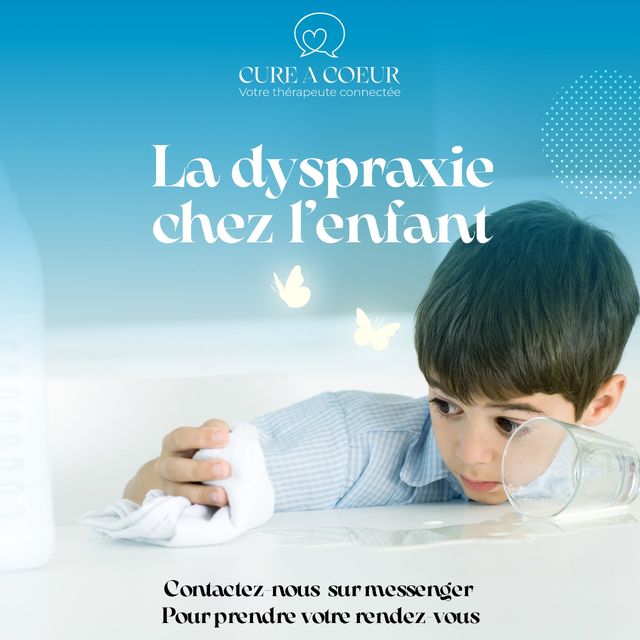 CURE A COEUR
Votre thérapeute connectée
La dyspraxie
chez l'enfant
Contactez-nous sur messenger
Pour prendre votre rendez-vous